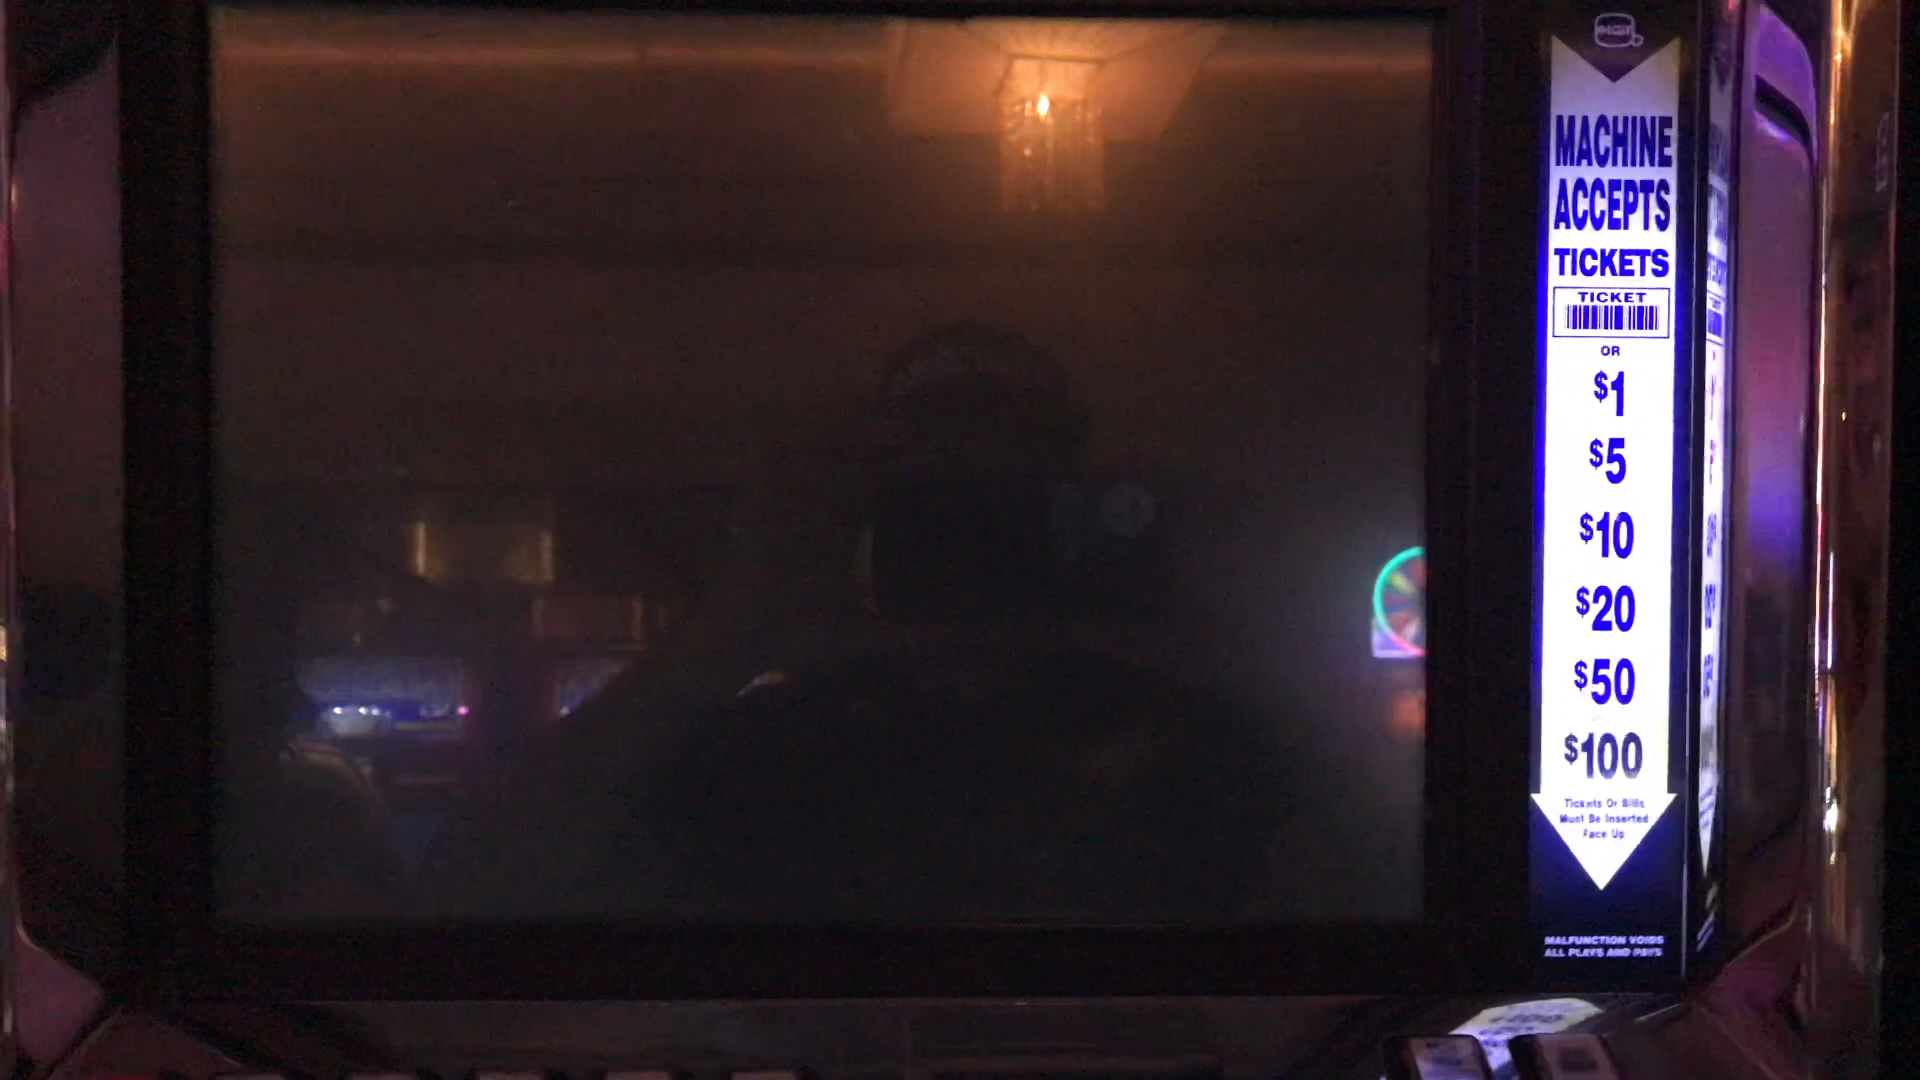 MACHINE
ACCEPTS
TICKETS
TICKET
OR
$1
$5
$10
$20
$50
$100
Tickets Or Bills
Must Be Inserted
Face Up
MALFUNCTION VOIDS
ALL PLAYS AND PAYS